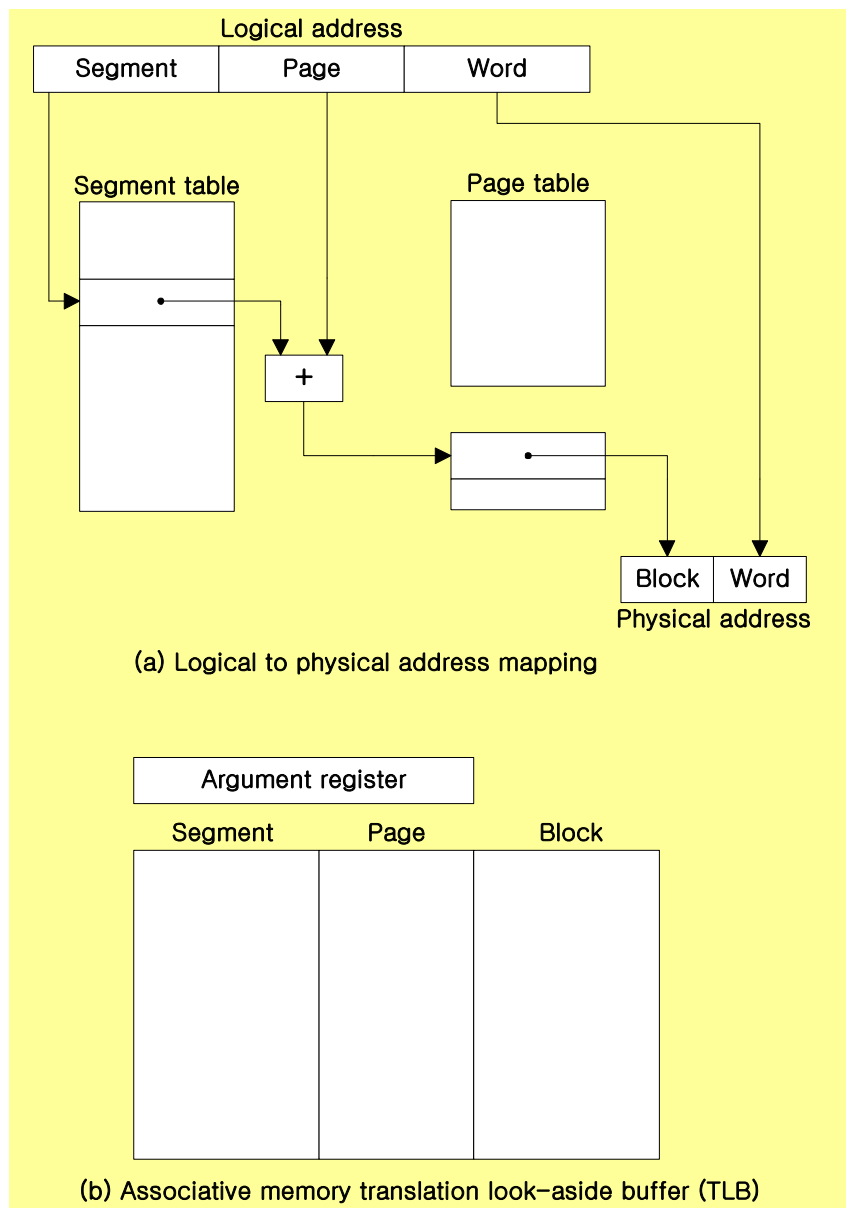 Logical address
Segment Page Word
Segment table
Page table
+
Block Word
Physical address
(a) Logical to physical address mapping
Argument register
Segment Page Block
(b) Associative memory translation look-aside buffer (TLB)